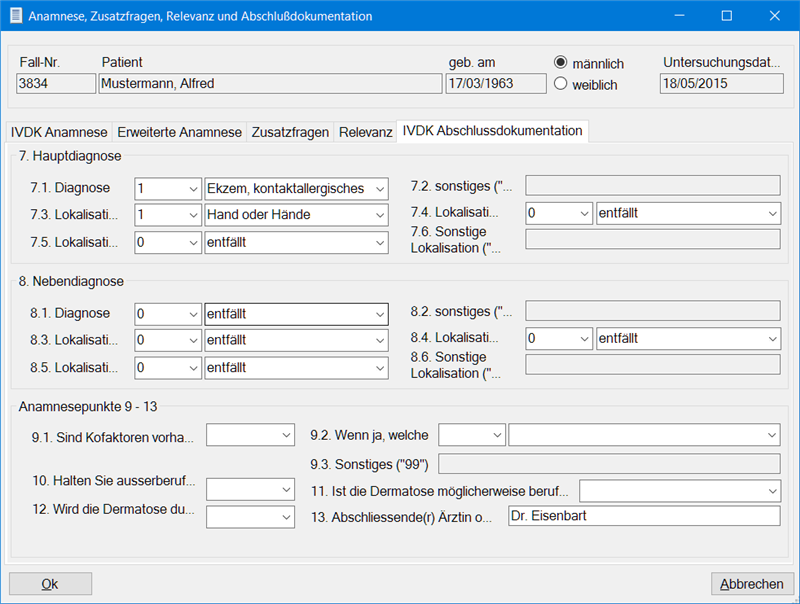 Anamnese, Zusatzfragen, Relevanz und Abschlußdokumentation
Fall-Nr. Patient geb. am männlich Untersuchungsdat...
3834 Mustermann, Alfred 17/03/1963 weiblich 18/05/2015
IVDK Anamnese Erweiterte Anamnese Zusatzfragen Relevanz IVDK Abschlussdokumentation
7. Hauptdiagnose
7.1. Diagnose 1 Ekzem, kontaktallergisches 7.2. sonstiges ("...
7.3. Lokalisati... 1 Hand oder Hände 7.4. Lokalisati... 0 entfällt
7.5. Lokalisati... 0 entfällt 7.6. Sonstige
Lokalisation ("...
8. Nebendiagnose
8.1. Diagnose 0 entfällt 8.2. sonstiges ("...
8.3. Lokalisati... 0 entfällt 8.4. Lokalisati... 0 entfällt
8.5. Lokalisati... 0 entfällt 8.6. Sonstige
Lokalisation ("...
Anamnesepunkte 9 - 13
9.1. Sind Kofaktoren vorha... 9.2. Wenn ja, welche
9.3. Sonstiges ("99")
10. Halten Sie ausserberuf... 11. Ist die Dermatose möglicherweise beruf...
12. Wird die Dermatose du... 13. Abschliessende(r) Ärztin o... Dr. Eisenbart
Ok Abbrechen